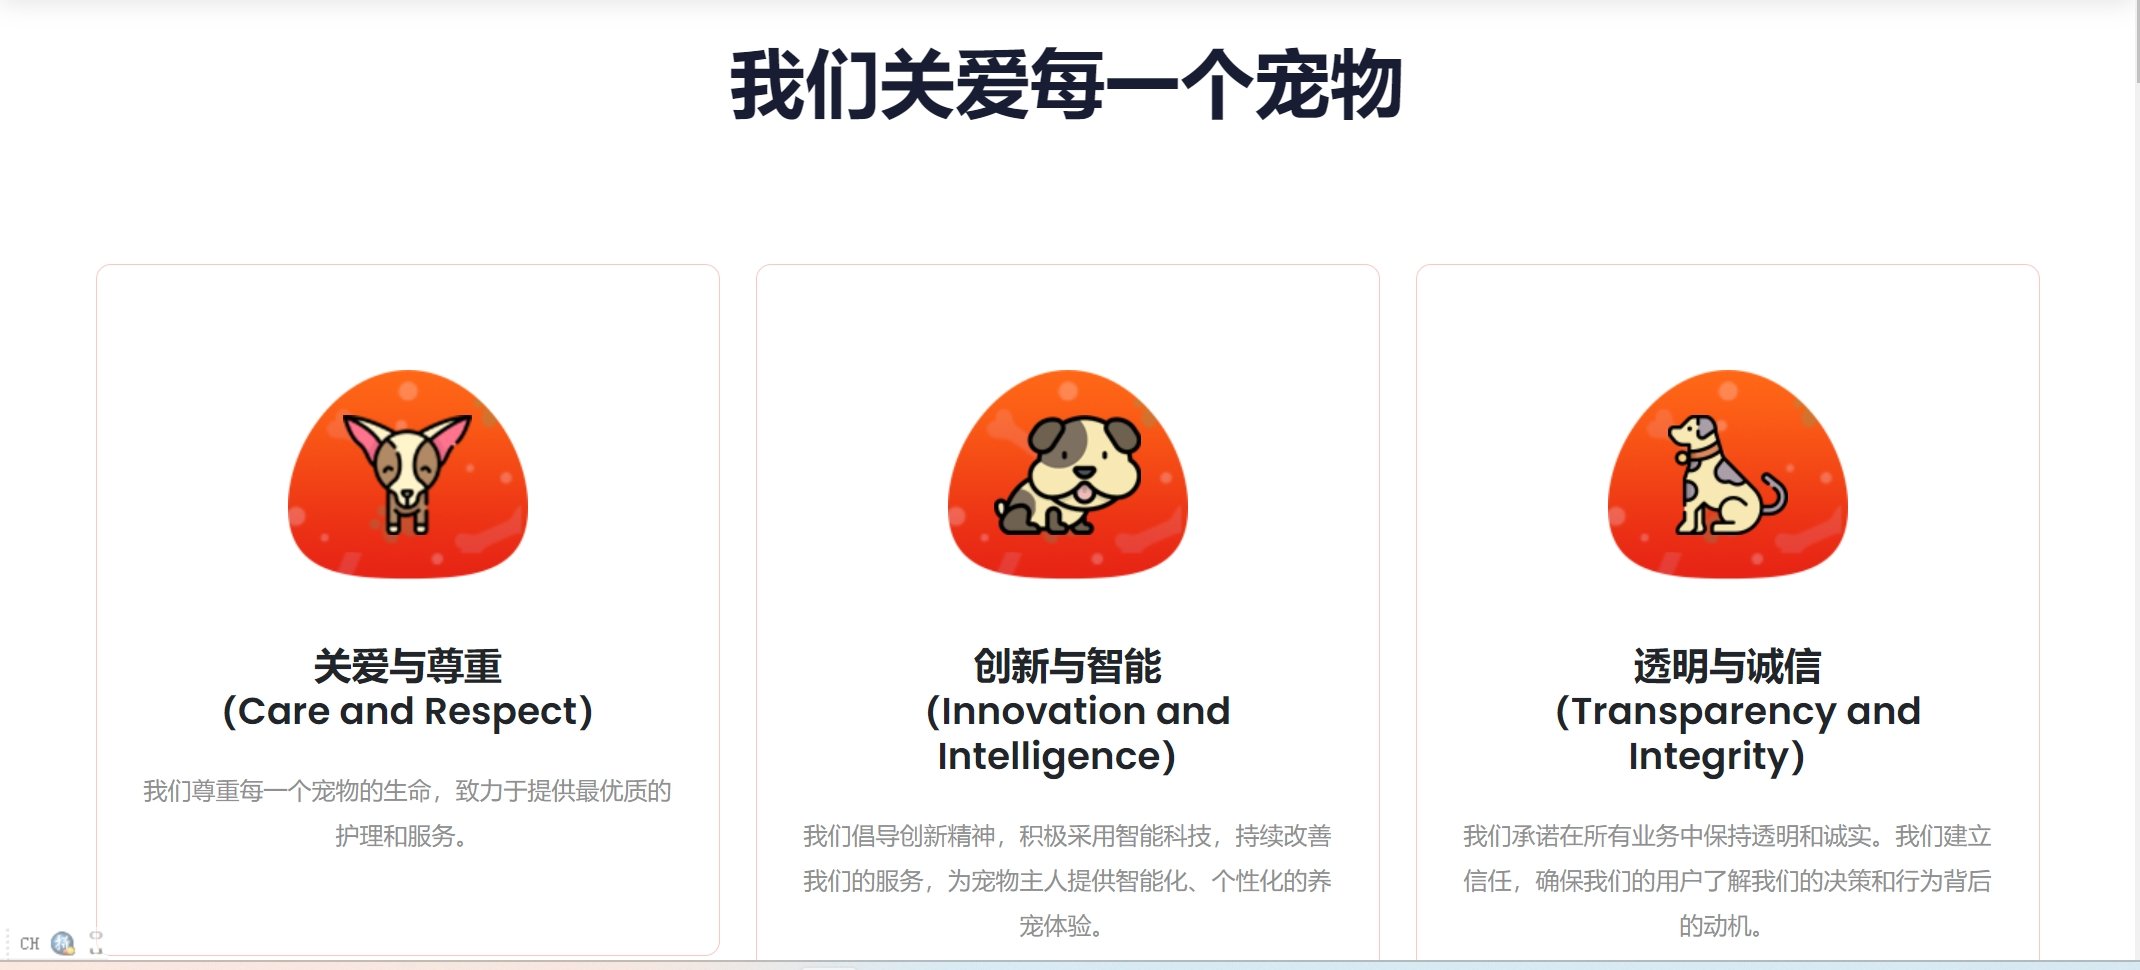 我们关爱每一个宠物
关爱与尊重
（Care and Respect）
我们尊重每一个宠物的生命，致力于提供最优质的
护理和服务。
创新与智能
（Innovation and
Intelligence）
我们倡导创新精神，积极采用智能科技，持续改善
我们的服务，为宠物主人提供智能化、个性化的养
宠体验。
透明与诚信
（Transparency and
Integrity）
我们承诺在所有业务中保持透明和诚实。我们建立
信任，确保我们的用户了解我们的决策和行为背后
的动机。
CH